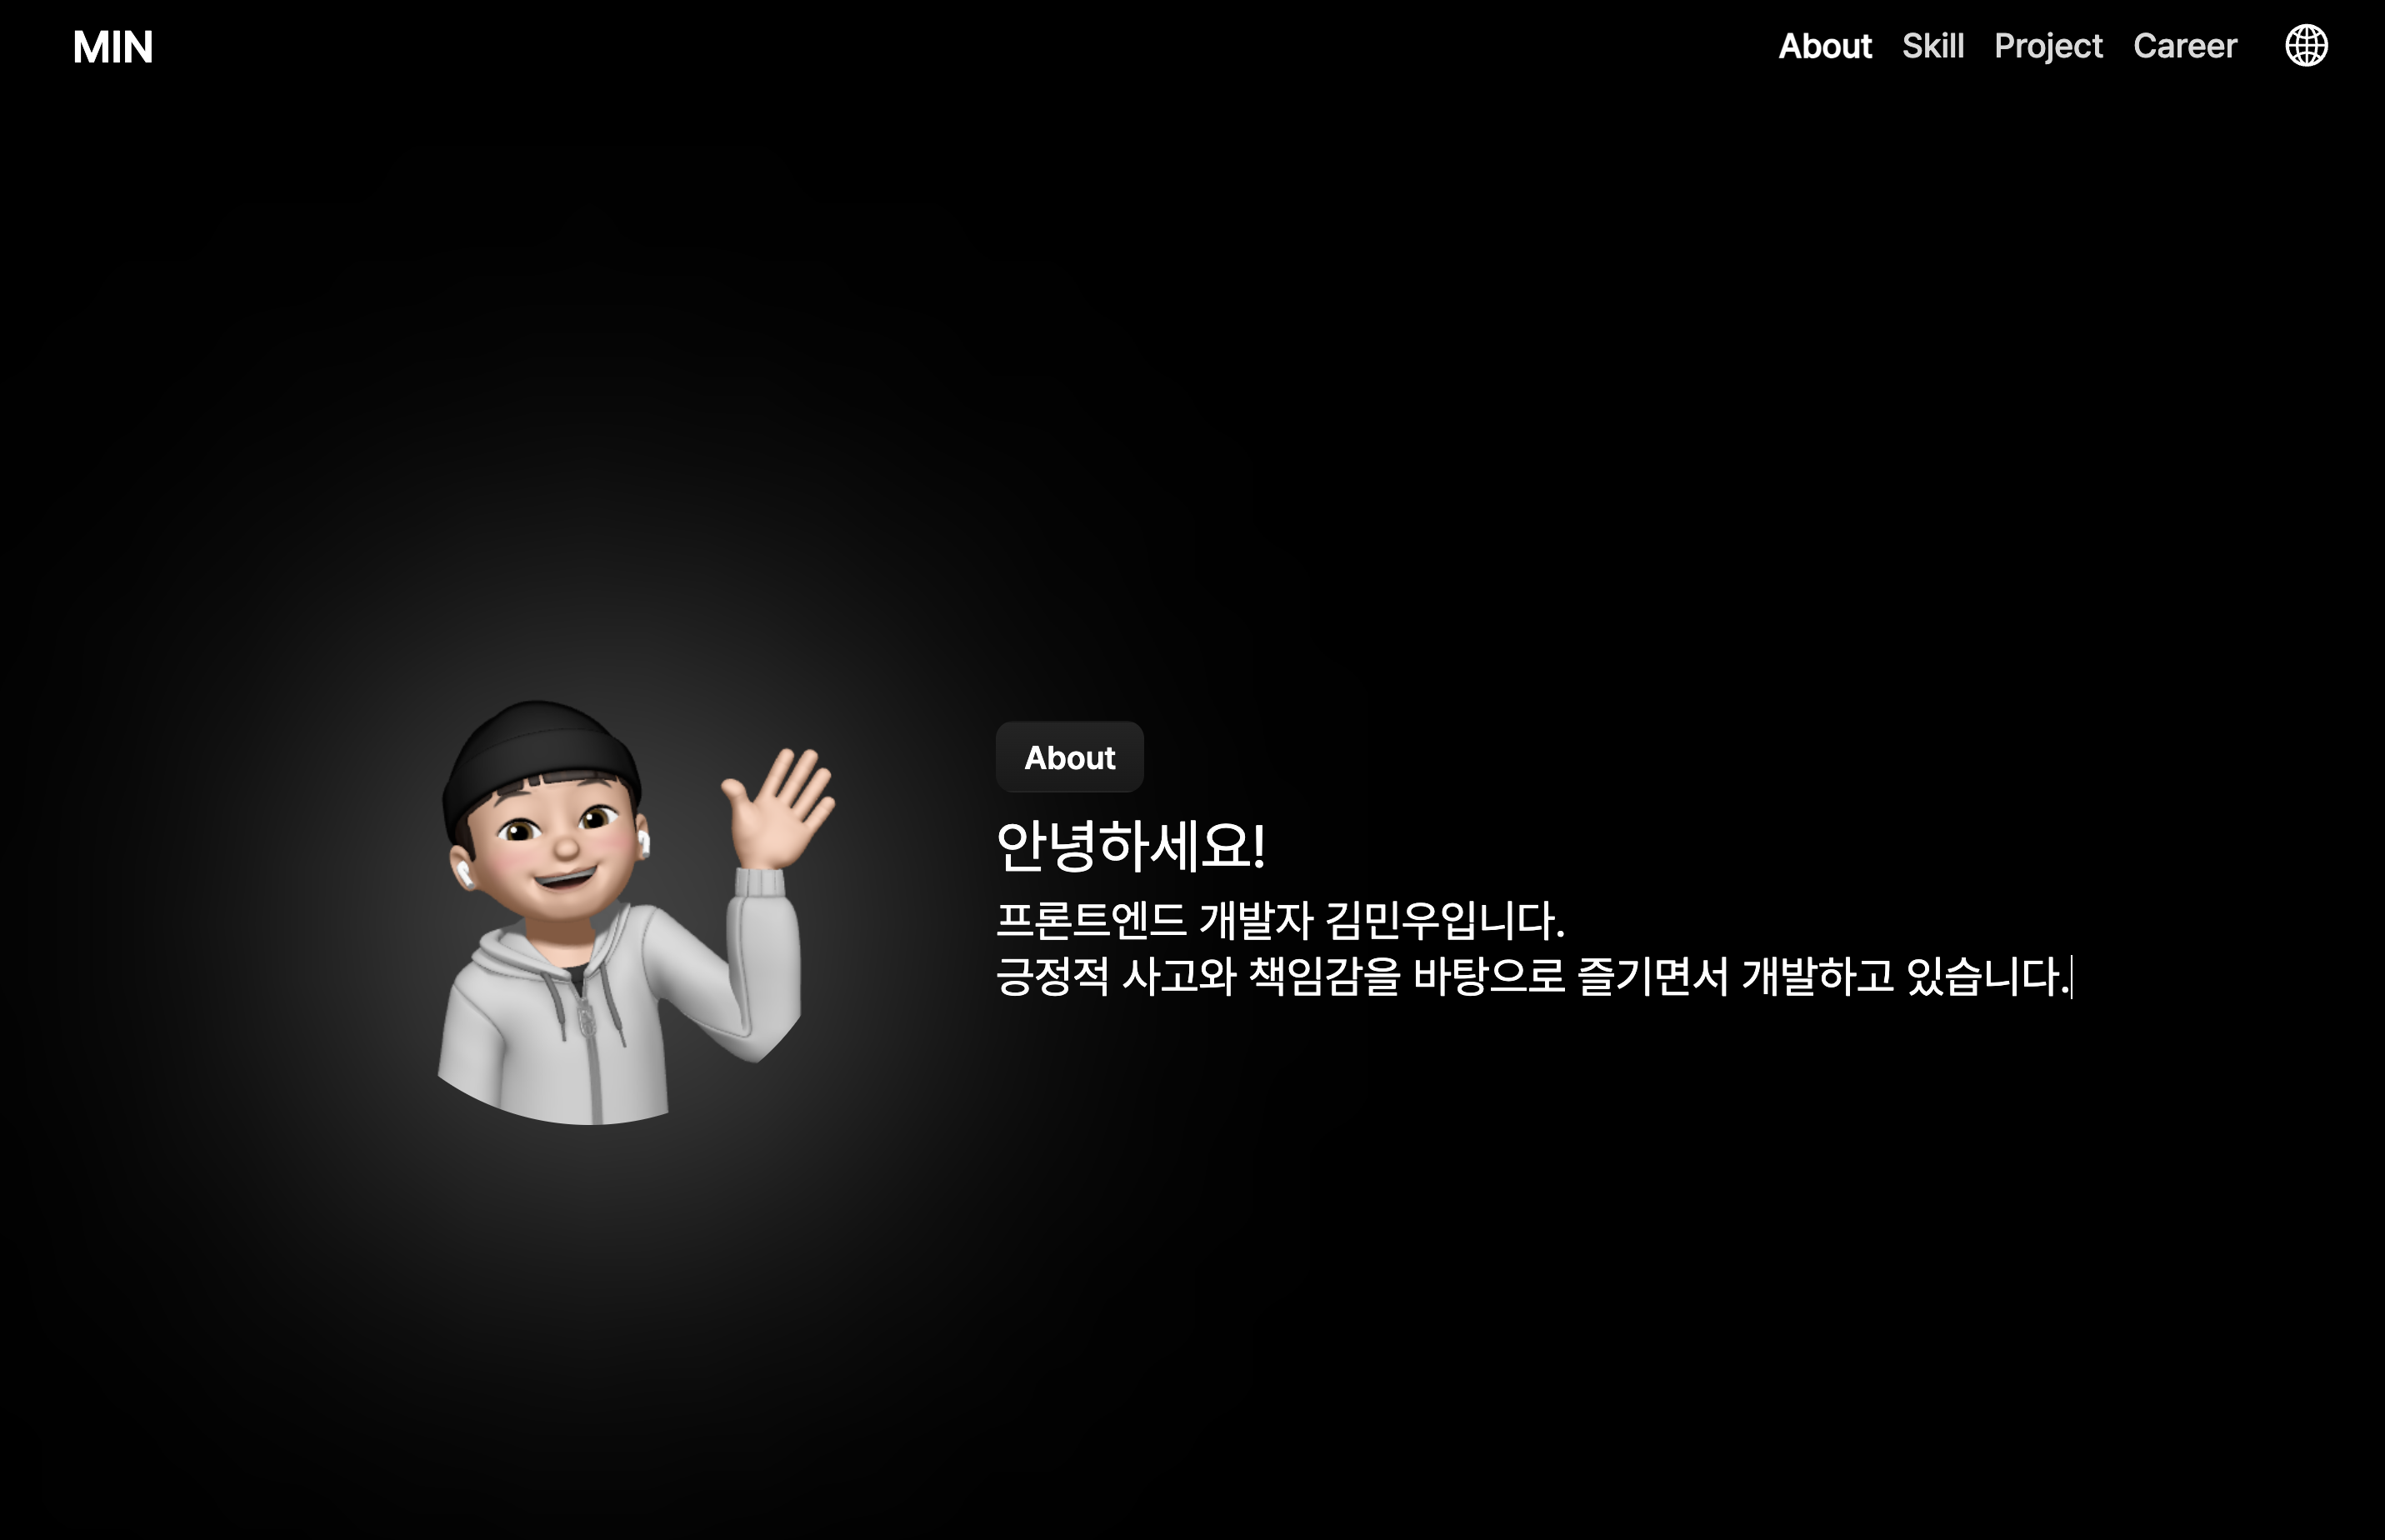 MIN
About Skill Project Career
About
안녕하세요!
프론트엔드 개발자 김민우입니다.
긍정적 사고와 책임감을 바탕으로 즐기면서 개발하고 있습니다.